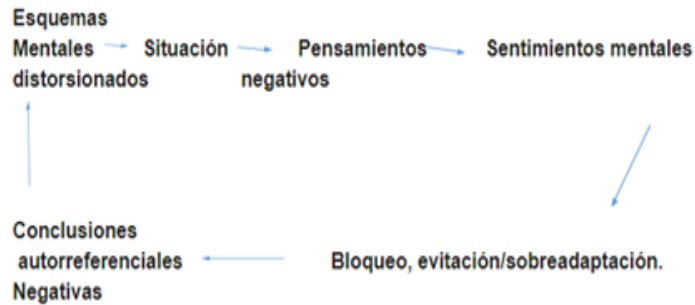 Esquemas
Mentales Situación Pensamientos Sentimientos mentales
distorsionados negativos
Conclusiones
autorreferenciales Bloqueo, evitación/sobreadaptación.
Negativas